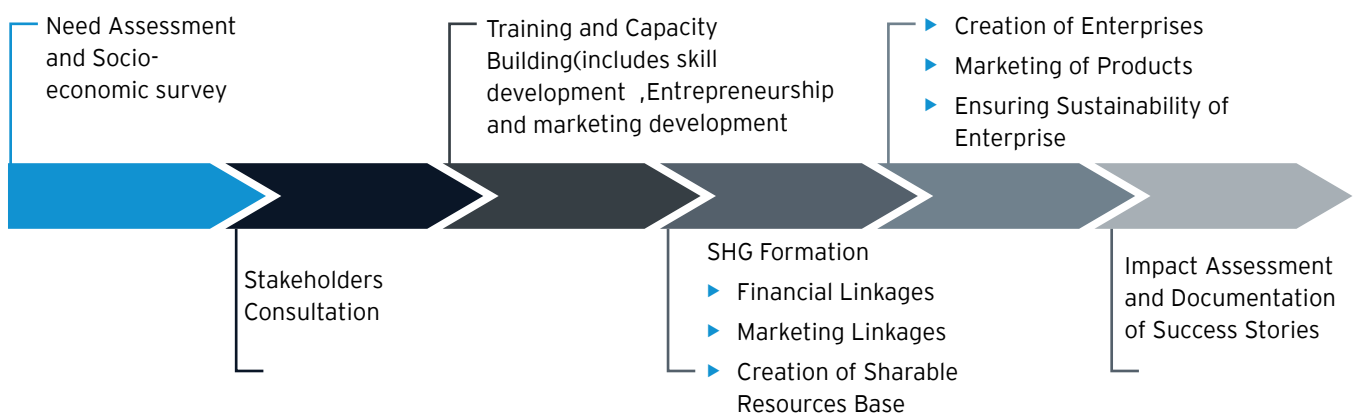 Need Assessment
and Socio-
economic survey
Stakeholders
Consultation
Training and Capacity
Building(includes skill
development ,Entrepreneurship
and marketing development
SHG Formation
Financial Linkages
Marketing Linkages
Creation of Sharable
Resources Base
Creation of Enterprises
Marketing of Products
Ensuring Sustainability of
Enterprise
Impact Assessment
and Documentation
of Success Stories